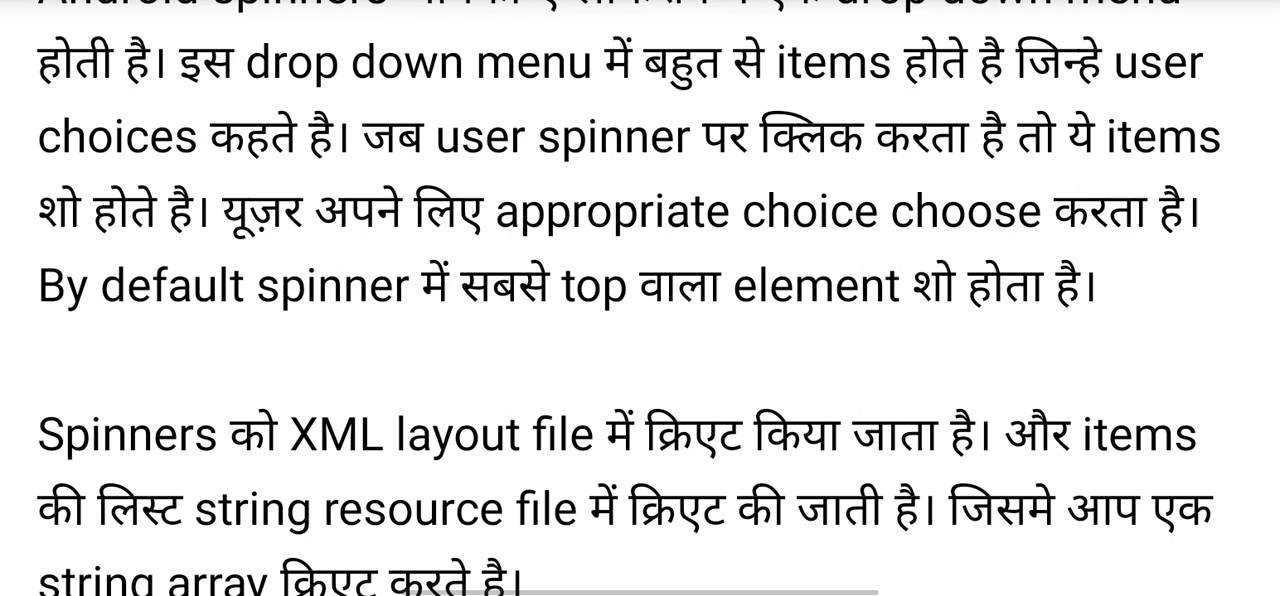 होती है। इस drop down menu में बहुत से items होते है जिन्हे user
choices कहते है। जब user spinner पर क्लिक करता है तो ये items
शो होते है। यूज़र अपने लिए appropriate choice choose करता है।
By default spinner में सबसे top वाला element शो होता है।
Spinners को XML layout file में क्रिएट किया जाता है। और items
की लिस्ट string resource file में क्रिएट की जाती है। जिसमे आप एक
string array क्रिएट करते है।